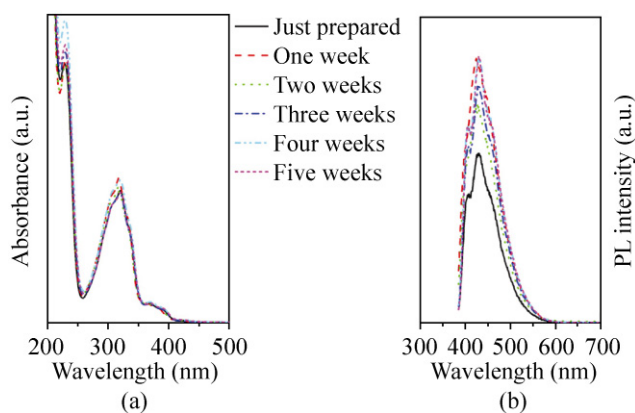 Just prepared
One week
Two weeks
Three weeks
Four weeks
Five weeks
Absorbance (a.u.)
200 300 400 500
Wavelength (nm)
(a)
PL intensity (a.u.)
300 400 500 600 700
Wavelength (nm)
(b)